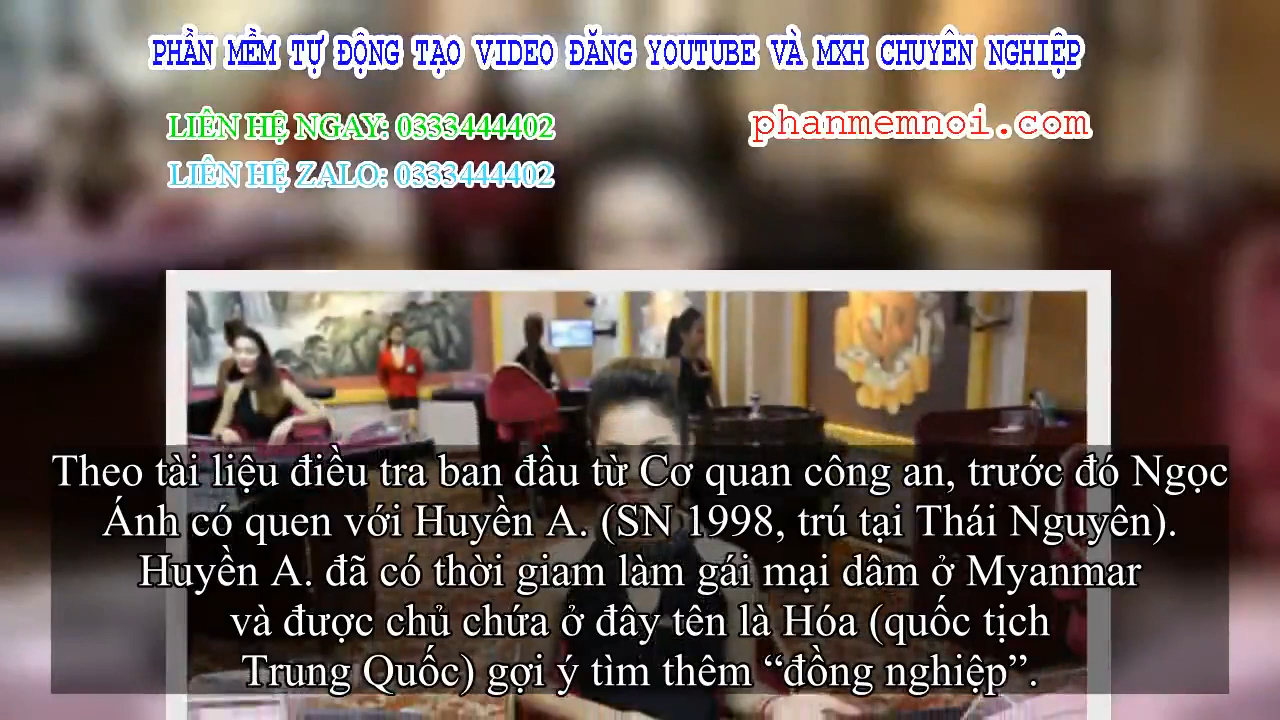 PHẦN MỀM TỰ ĐỘNG TẠO VIDEO ĐĂNG YOUTUBE VÀ MXH CHUYÊN NGHIỆP
LIÊN HỆ NGAY: 0333444402
phanmemnoi.com
LIÊN HỆ ZALO: 0333444402
Theo tài liệu điều tra ban đầu từ Cơ quan công an, trước đó Ngọc
Ánh có quen với Huyền A. (SN 1998, trú tại Thái Nguyên).
Huyền A. đã có thời giam làm gái mại dâm ở Myanmar
và được chủ chứa ở đây tên là Hóa (quốc tịch
Trung Quốc) gợi ý tìm thêm “đồng nghiệp”.